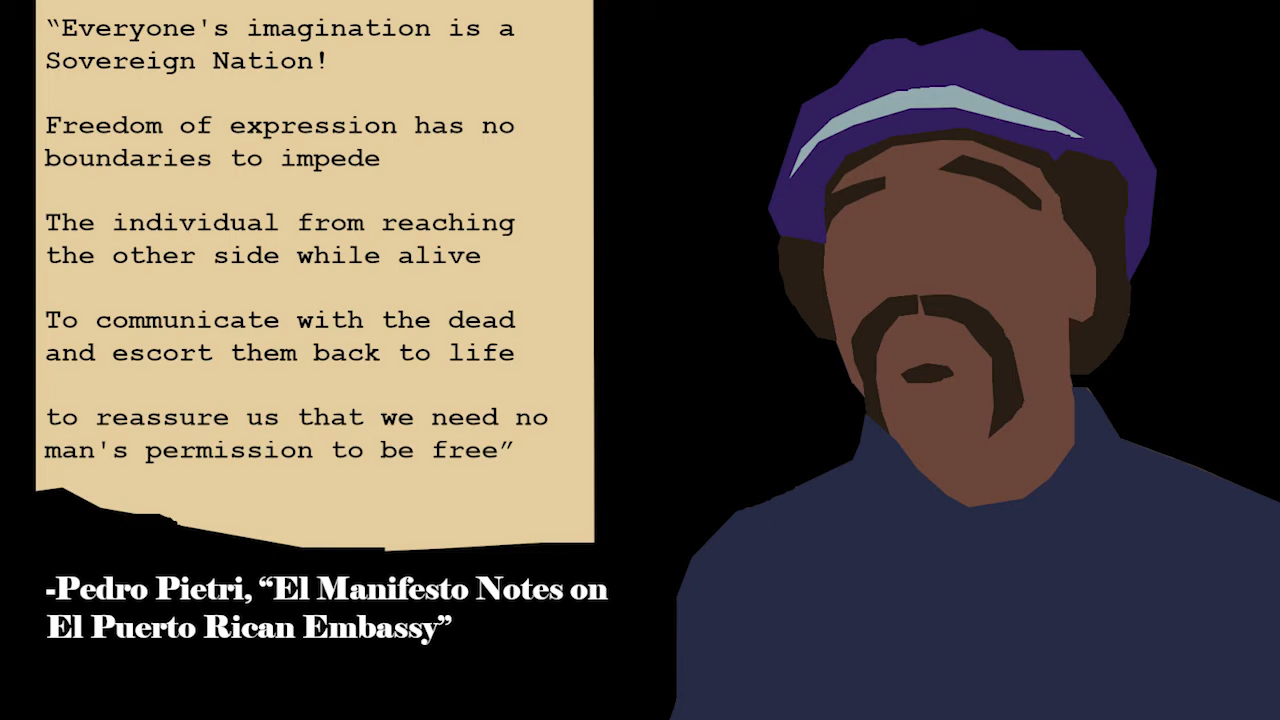 “Everyone's imagination is a
Sovereign Nation!
Freedom of expression has no
boundaries to impede
The individual from reaching
the other side while alive
To communicate with the dead
and escort them back to life
to reassure us that we need no
man's permission to be free”
-Pedro Pietri, “El Manifesto Notes on
El Puerto Rican Embassy”